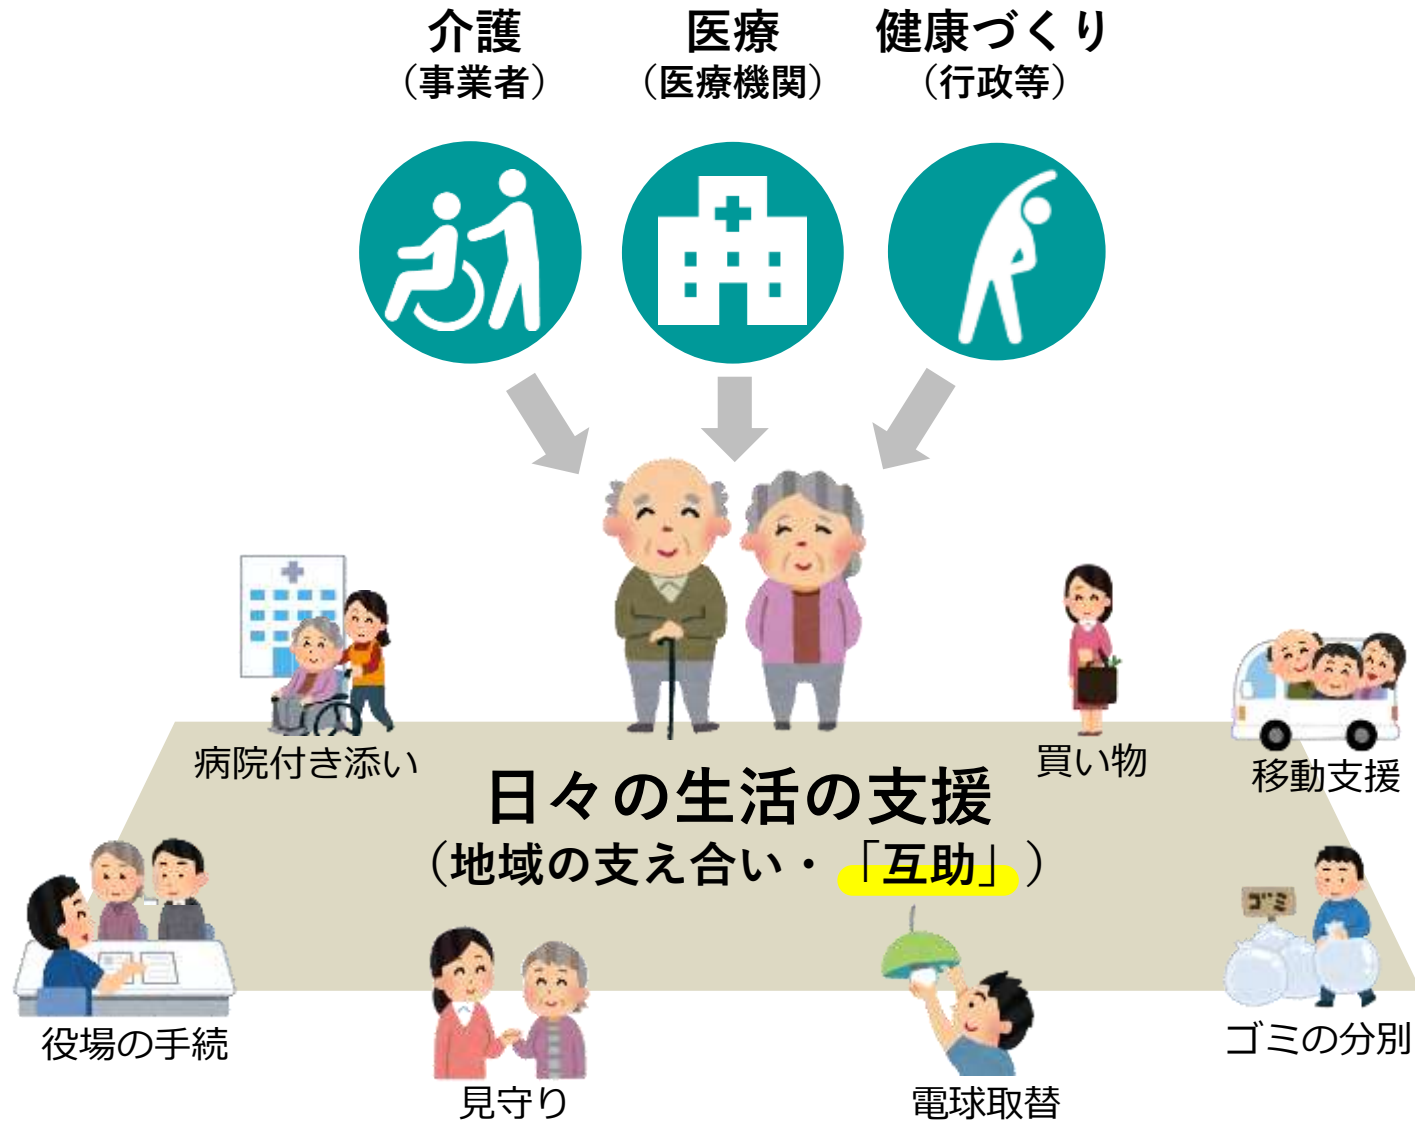 介護
（事業者）
医療
（医療機関）
健康づくり
（行政等）
病院付き添い
買い物
移動支援
日々の生活の支援
（地域の支え合い・「互助」）
ゴミ
役場の手続
見守り
電球取替
ゴミの分別